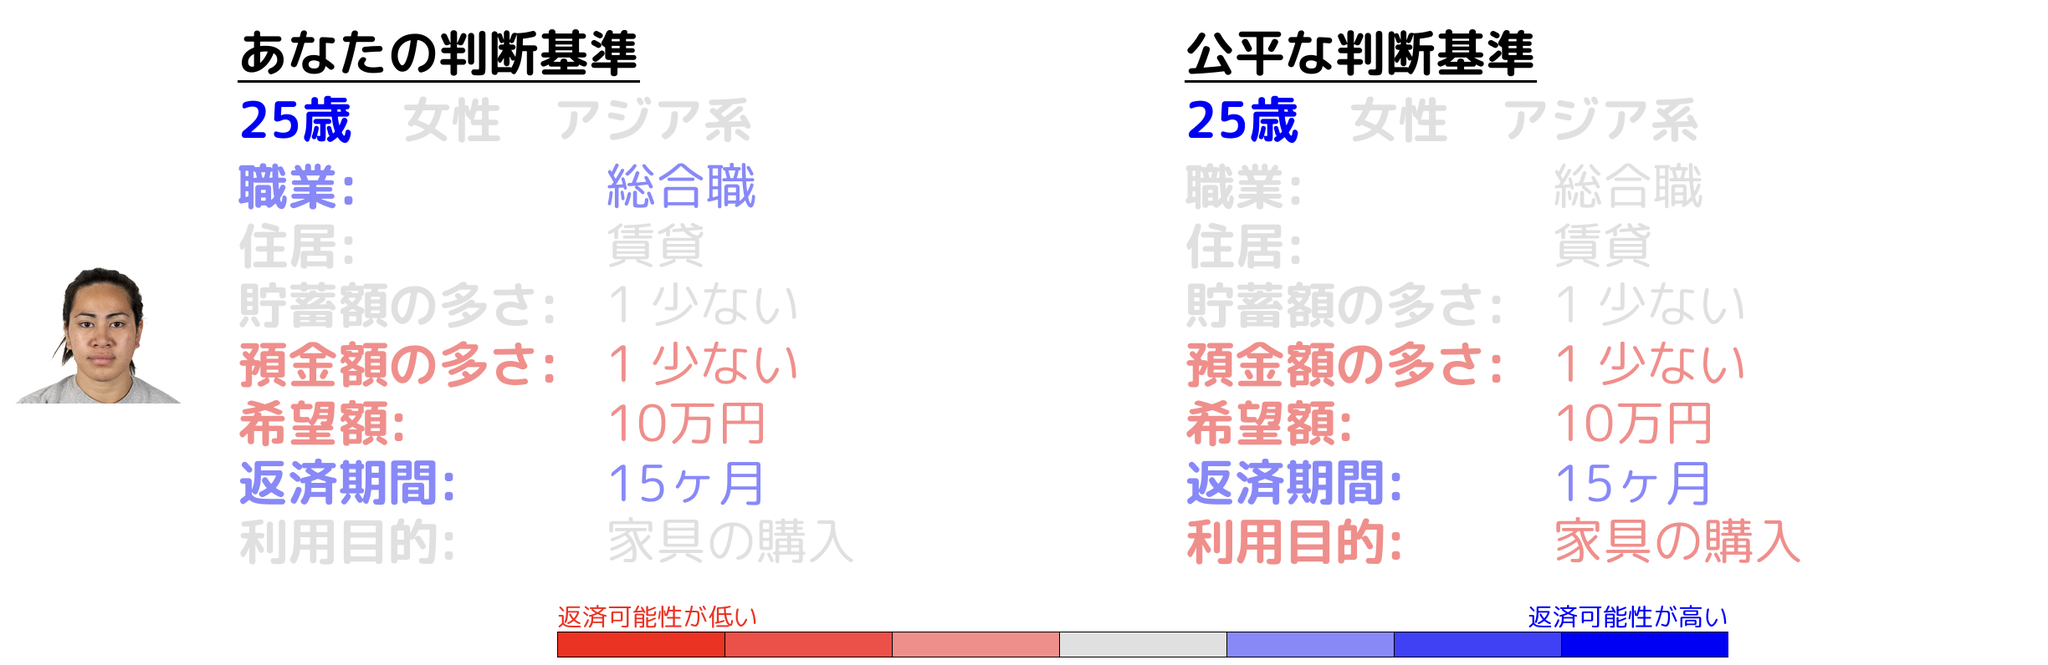 あなたの判断基準
25歳 女性 アジア系
職業: 総合職
住居: 賃貸
貯蓄額の多さ: 1 少ない
預金額の多さ: 1 少ない
希望額: 10万円
返済期間: 15ヶ月
利用目的: 家具の購入
公平な判断基準
25歳 女性 アジア系
職業: 総合職
住居: 賃貸
貯蓄額の多さ: 1 少ない
預金額の多さ: 1 少ない
希望額: 10万円
返済期間: 15ヶ月
利用目的: 家具の購入
返済可能性が低い
返済可能性が高い